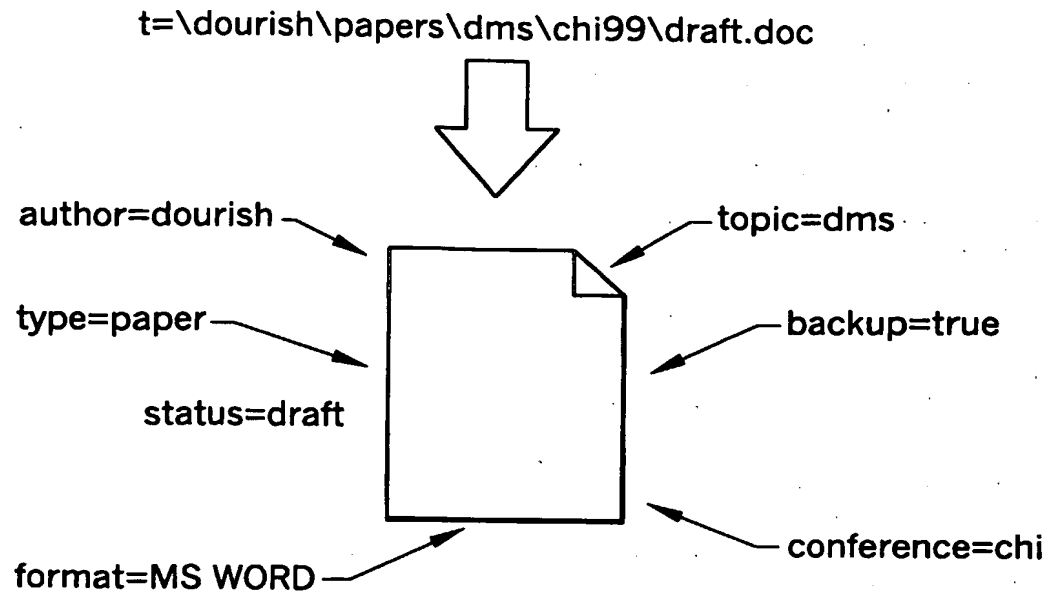 t=\dourish\papers\dms\chi99\draft.doc
author=dourish
topic=dms
type=paper
backup=true
status=draft
conference=chi
format=MS WORD